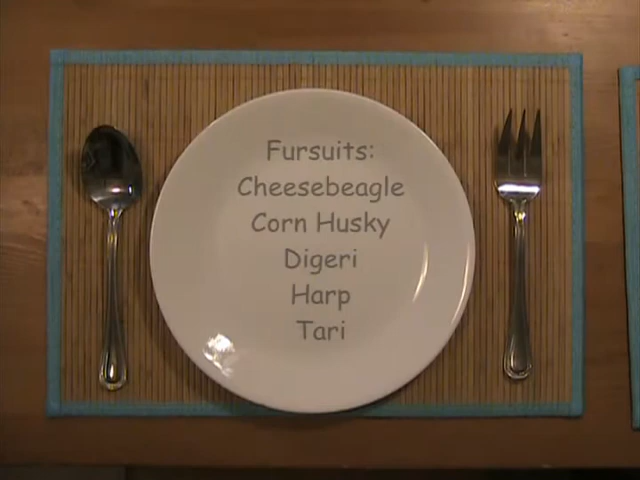 Fursuits:
Cheesebeagle
Corn Husky
Digeri
Harp
Tari